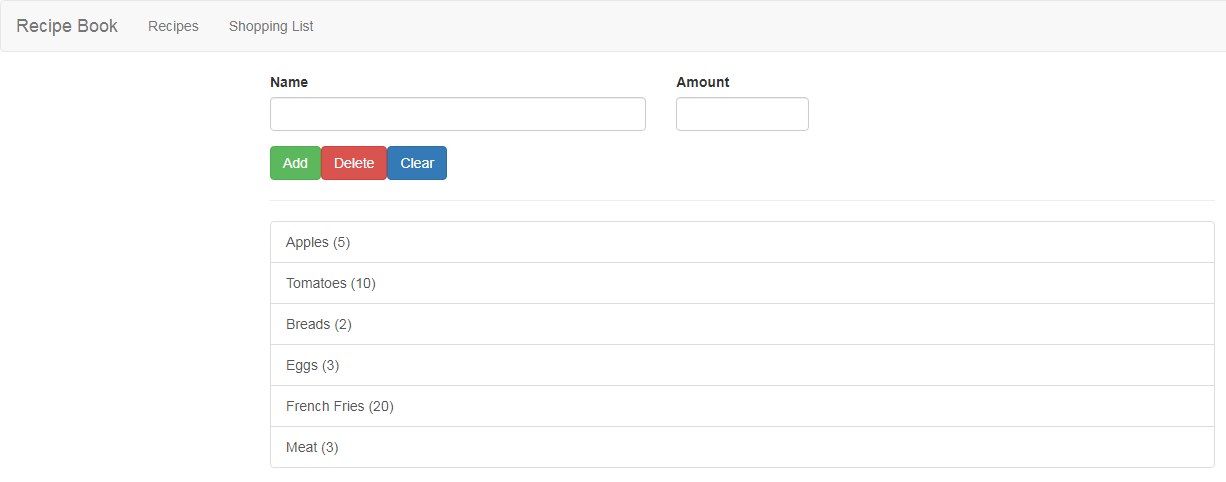 Recipe Book Recipes Shopping List
Name Amount
Add Delete Clear
Apples (5)
Tomatoes (10)
Breads (2)
Eggs (3)
French Fries (20)
Meat (3)